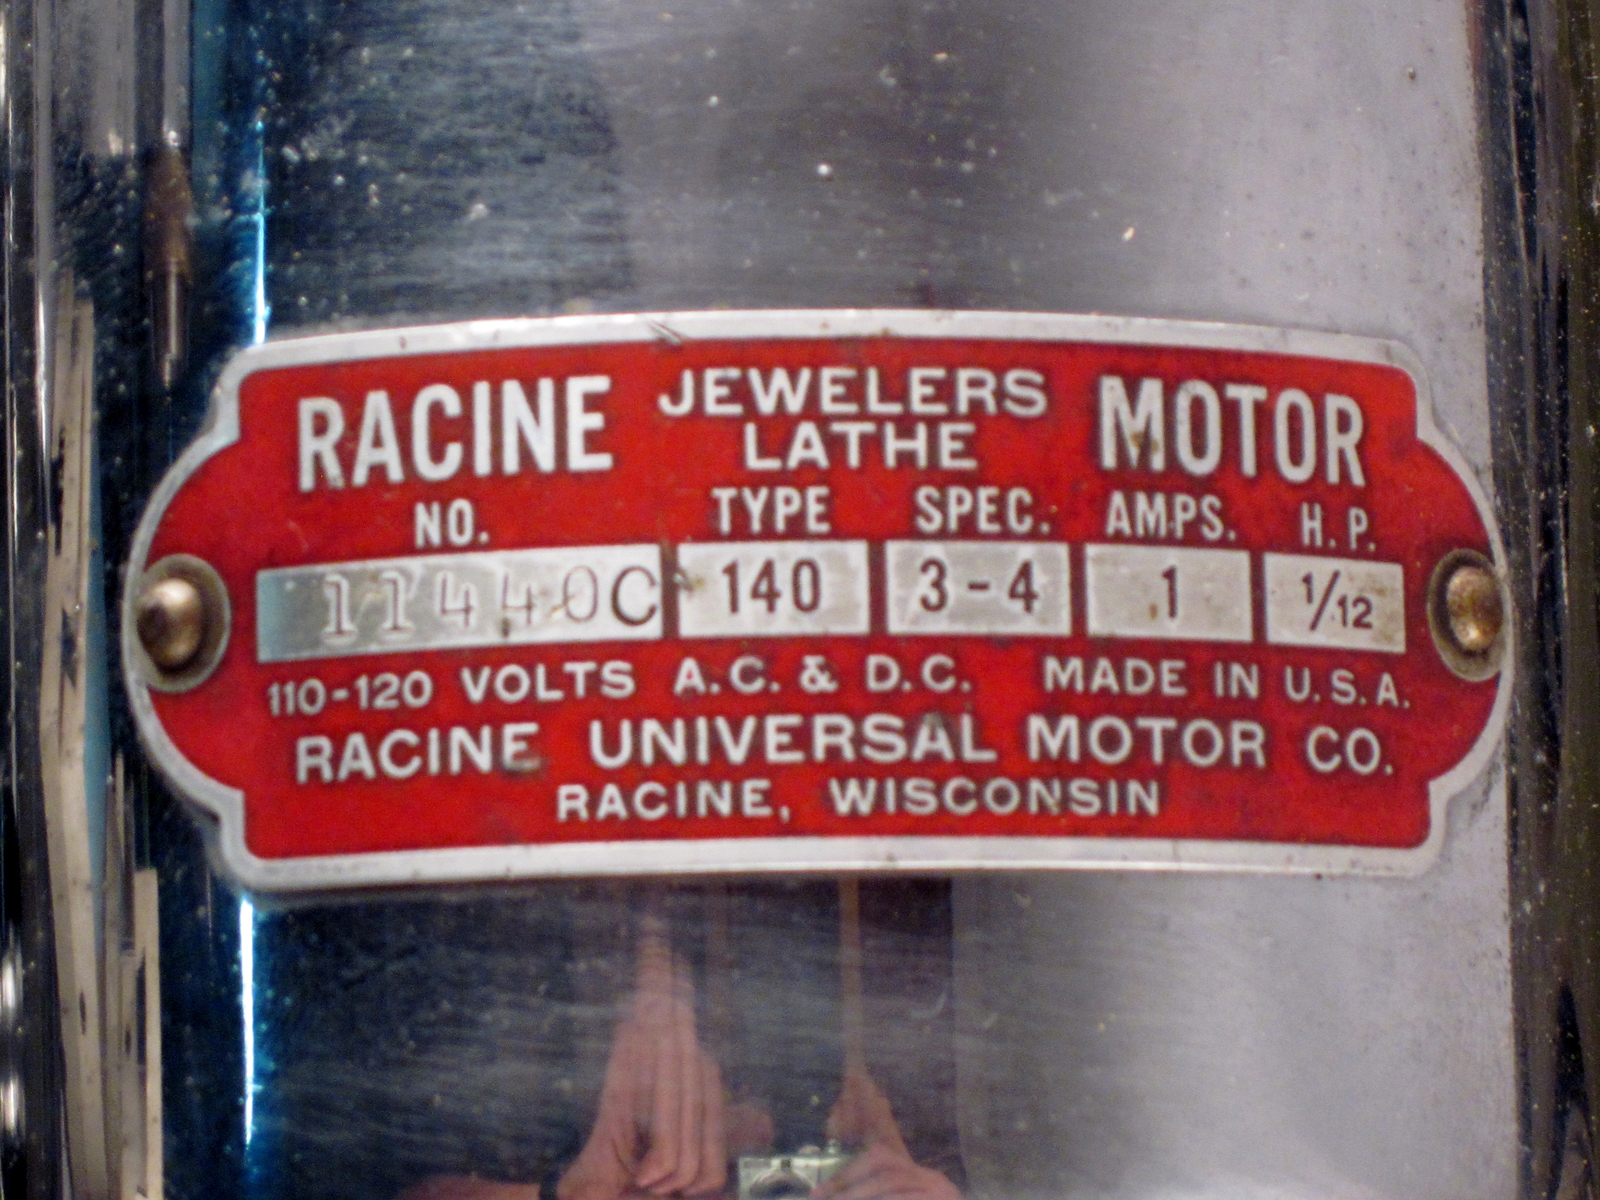 RACINE JEWELERS LATHE MOTOR
NO. TYPE SPEC. AMPS. H.P.
11440C 140 3-4 1 1/12
110-120 VOLTS A.C. & D.C. MADE IN U.S.A.
RACINE UNIVERSAL MOTOR CO.
RACINE, WISCONSIN